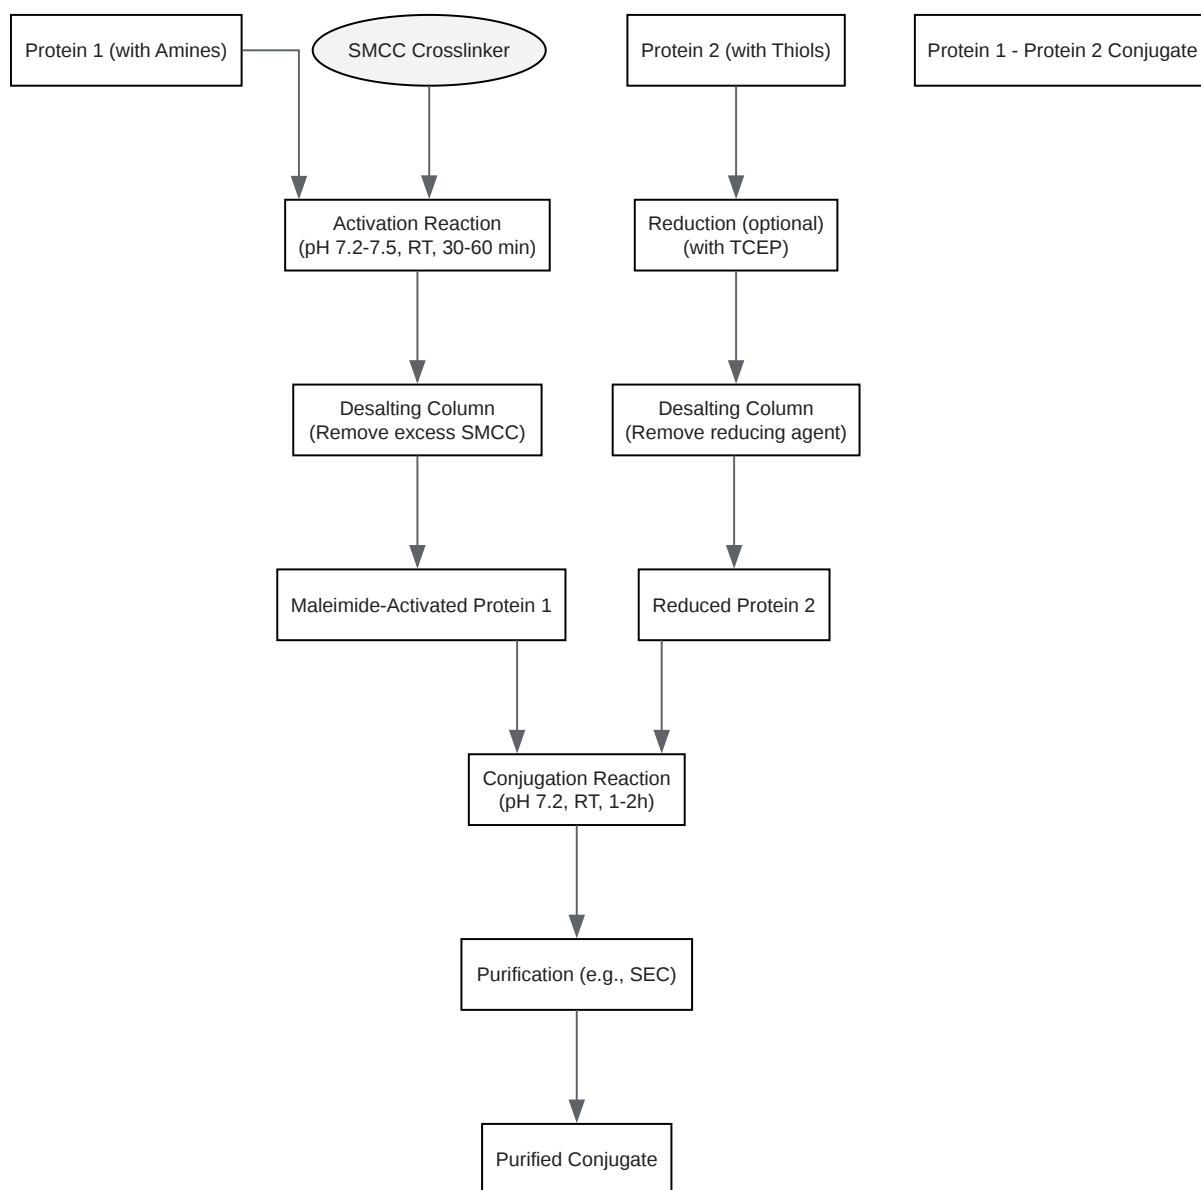 Protein 1 (with Amines)
SMCC Crosslinker
Protein 2 (with Thiols)
Protein 1 - Protein 2 Conjugate
Activation Reaction
(pH 7.2-7.5, RT, 30-60 min)
Reduction (optional)
(with TCEP)
Desalting Column
(Remove excess SMCC)
Desalting Column
(Remove reducing agent)
Maleimide-Activated Protein 1
Reduced Protein 2
Conjugation Reaction
(pH 7.2, RT, 1-2h)
Purification (e.g., SEC)
Purified Conjugate